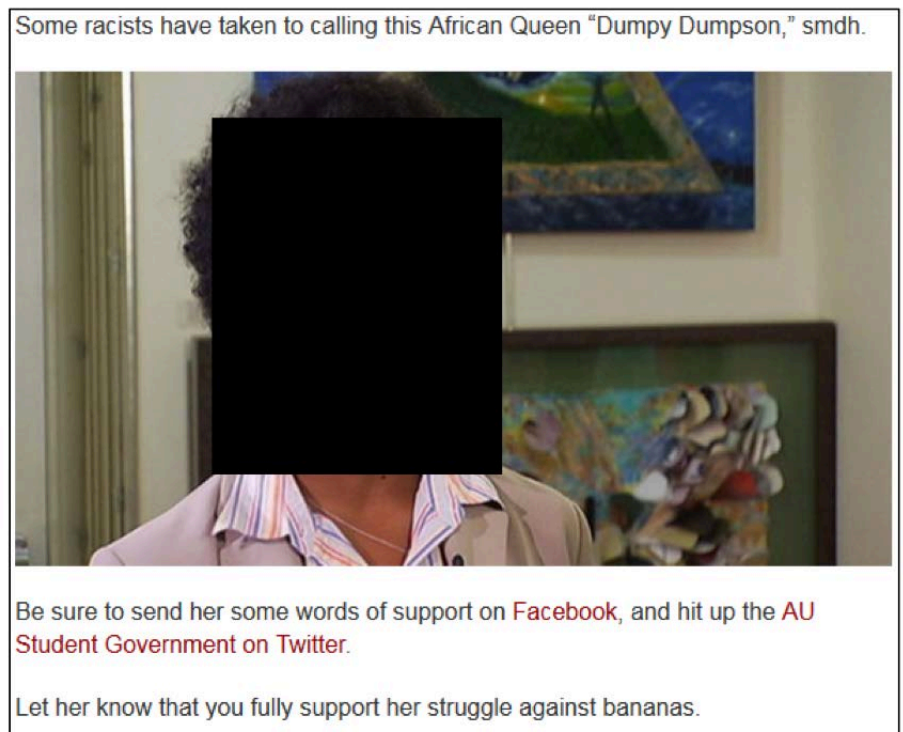 Some racists have taken to calling this African Queen “Dumpy Dumpson,” smdh.
Be sure to send her some words of support on Facebook, and hit up the AU
Student Government on Twitter.
Let her know that you fully support her struggle against bananas.